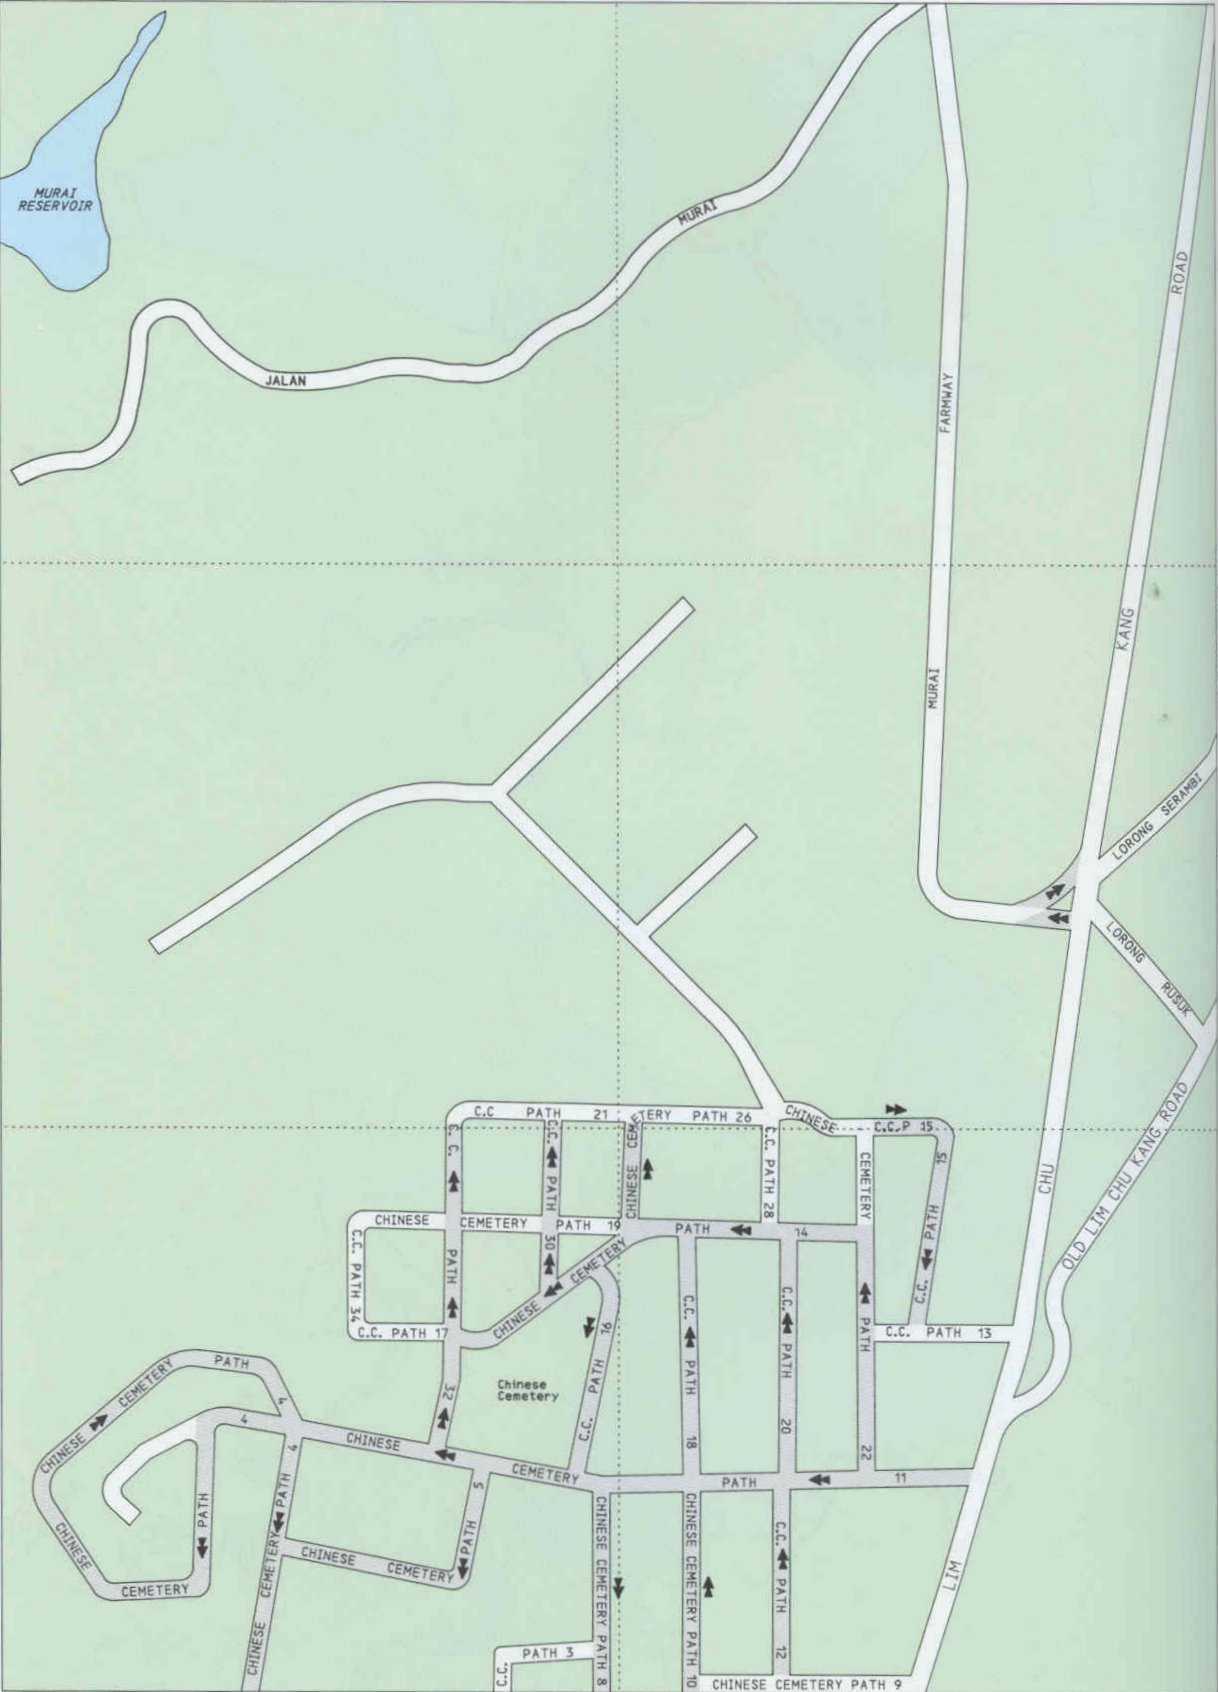 MURAI
RESERVOIR
MURAI
ROAD
JALAN
FARMWAY
KANG
MURAI
LORONG SERAMBI
LORONG
RUSUK
C.C PATH 21
CHINESE CEMETERY PATH 26
CHINESE
C.C.P 15
15
C.C. PATH
C.C.
C.C. PATH 30
C.C. PATH 28
CEMETERY
CHU
OLD LIM CHU KANG ROAD
CHINESE CEMETERY PATH 19
PATH 14
C.C. PATH 34
PATH
CHINESE CEMETERY
C.C. PATH 17
C.C. PATH 16
C.C. PATH 18
C.C. PATH 20
PATH
22
C.C. PATH 13
32
Chinese
Cemetery
CHINESE CEMETERY PATH 4
4
4
CHINESE CEMETERY PATH 11
PATH
PATH
5
PATH
CHINESE
CEMETERY
CHINESE CEMETERY
CHINESE CEMETERY
CHINESE CEMETERY PATH 8
CHINESE CEMETERY PATH 10
C.C. PATH 12
LIM
C.C. PATH 3
CHINESE CEMETERY PATH 9